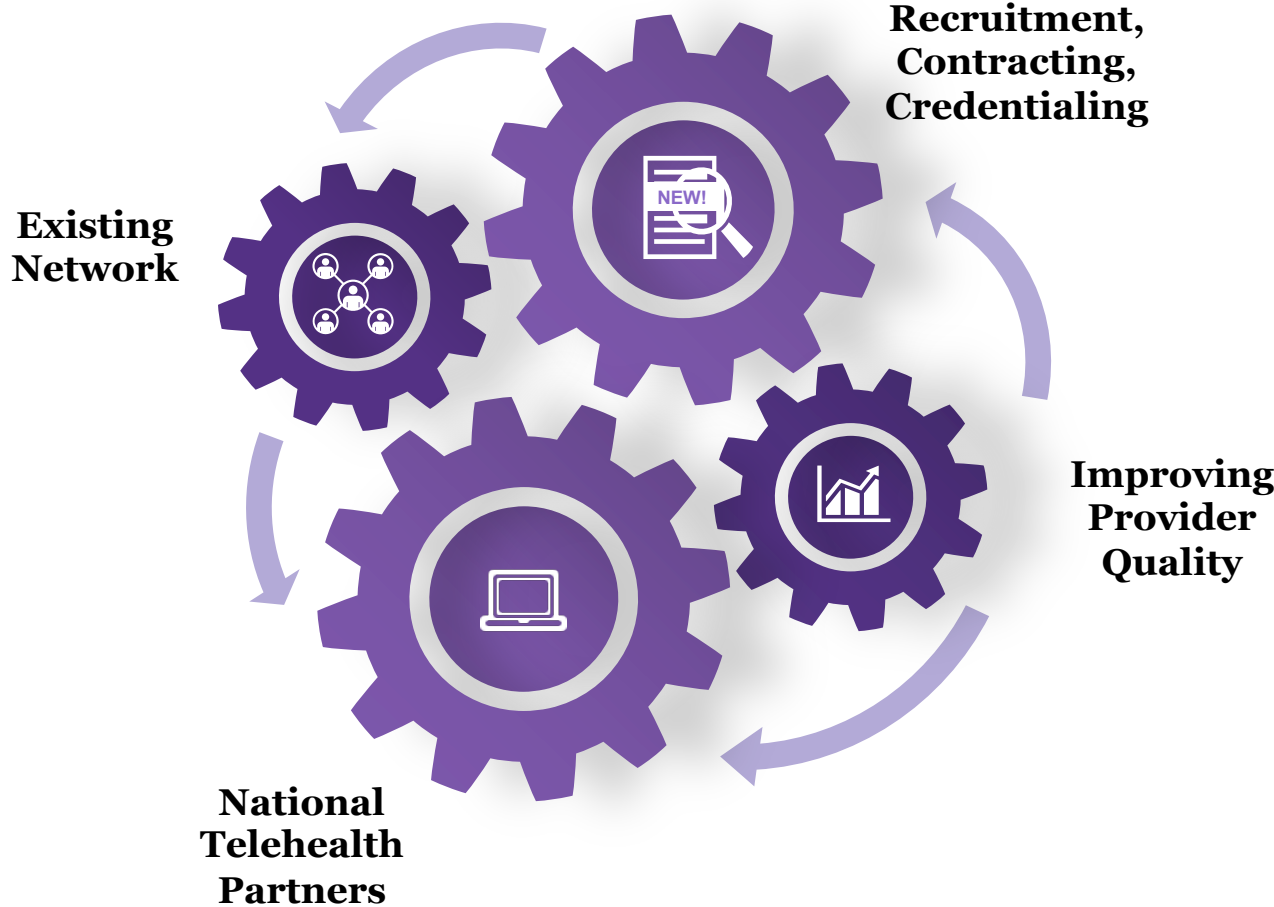 Recruitment,
Contracting,
Credentialing
NEW!
Existing
Network
Improving
Provider
Quality
National
Telehealth
Partners